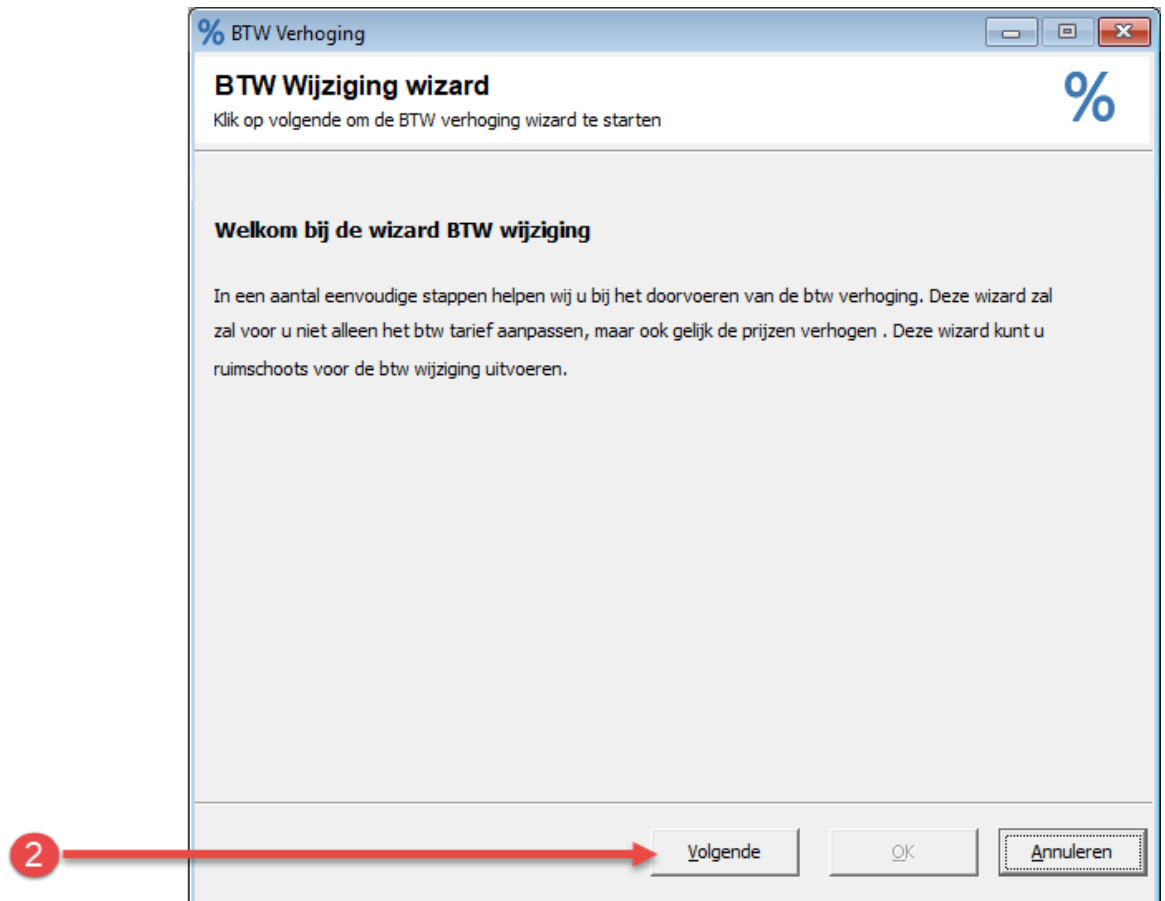 % BTW Verhoging
BTW Wijziging wizard
Klik op volgende om de BTW verhoging wizard te starten
%
Welkom bij de wizard BTW wijziging
In een aantal eenvoudige stappen helpen wij u bij het doorvoeren van de btw verhoging. Deze wizard zal
zal voor u niet alleen het btw tarief aanpassen, maar ook gelijk de prijzen verhogen . Deze wizard kunt u
ruimschoots voor de btw wijziging uitvoeren.
2
Volgende
OK
Annuleren